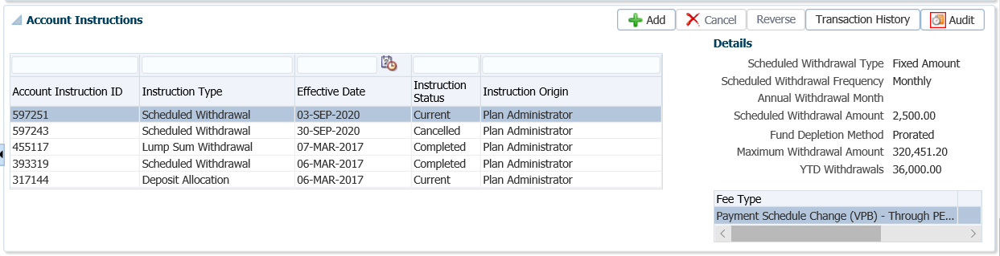 Account Instructions
Add Cancel Reverse Transaction History Audit
Account Instruction ID Instruction Type Effective Date Instruction Status Instruction Origin
597251 Scheduled Withdrawal 03-SEP-2020 Current Plan Administrator
597243 Scheduled Withdrawal 30-SEP-2020 Cancelled Plan Administrator
455117 Lump Sum Withdrawal 07-MAR-2017 Completed Plan Administrator
393319 Scheduled Withdrawal 06-MAR-2017 Completed Plan Administrator
317144 Deposit Allocation 06-MAR-2017 Current Plan Administrator
Details
Scheduled Withdrawal Type Fixed Amount
Scheduled Withdrawal Frequency Monthly
Annual Withdrawal Month
Scheduled Withdrawal Amount 2,500.00
Fund Depletion Method Prorated
Maximum Withdrawal Amount 320,451.20
YTD Withdrawals 36,000.00
Fee Type
Payment Schedule Change (VPB) - Through PE...